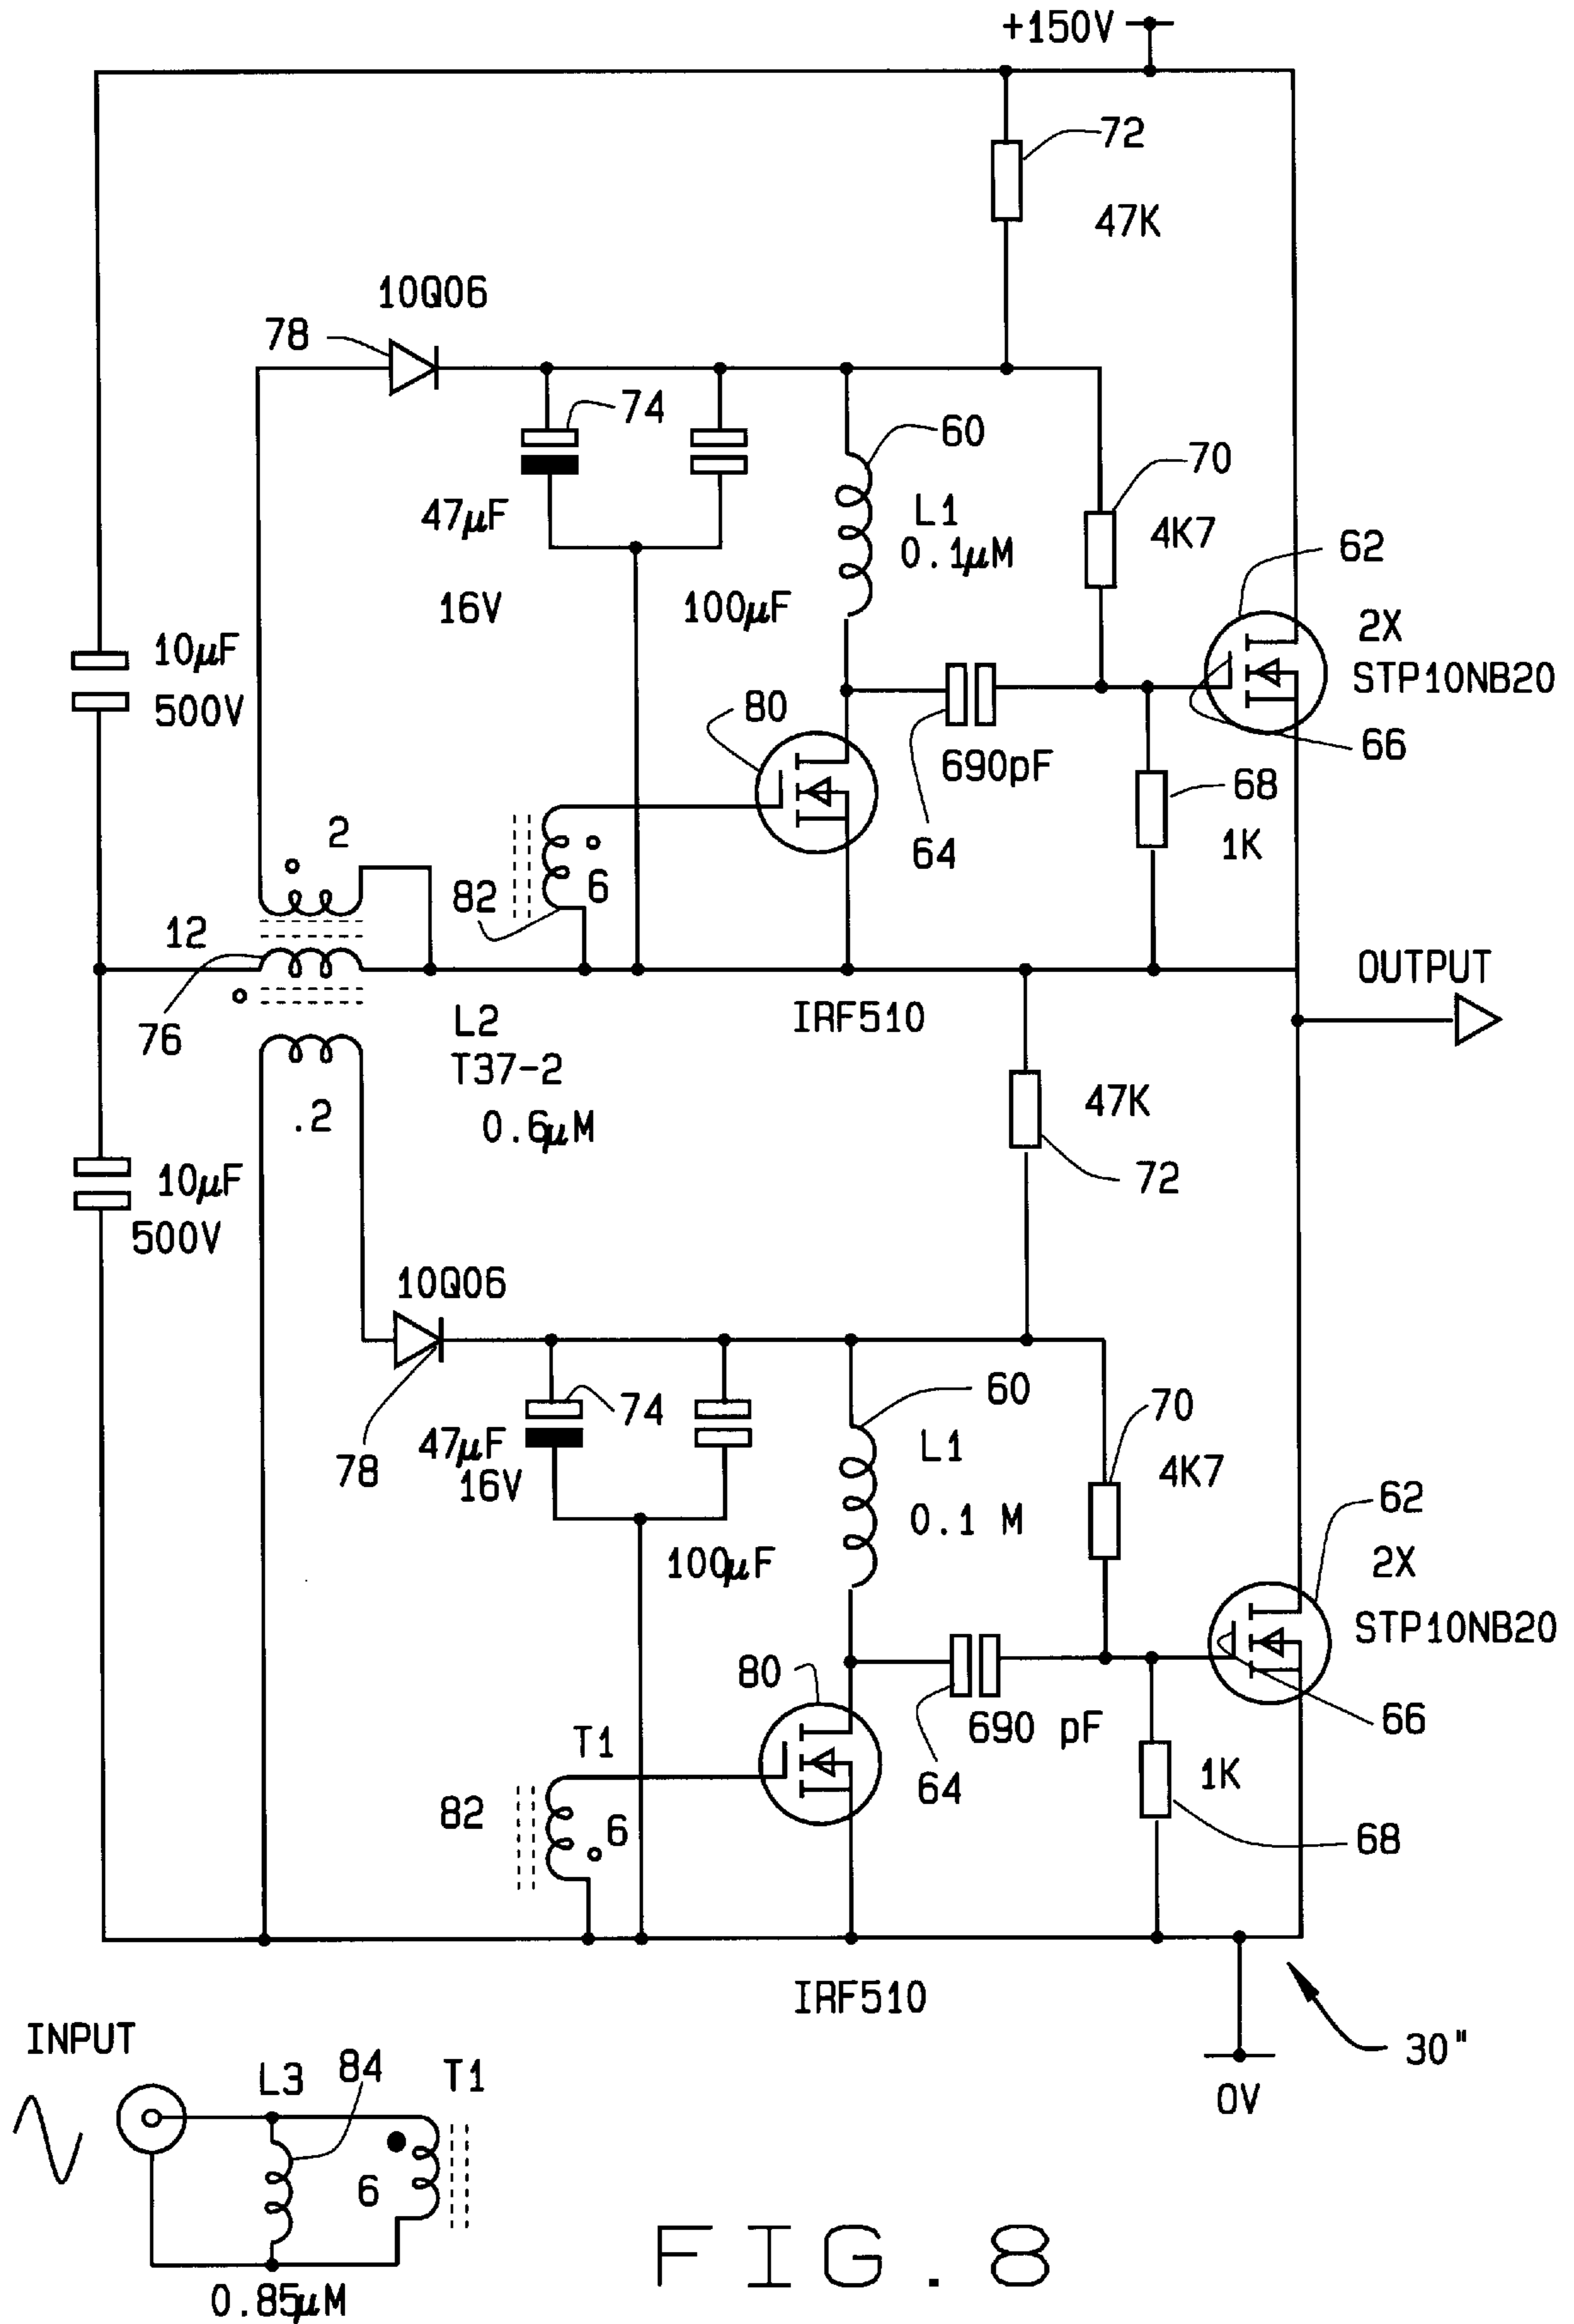 +150V
72
47K
10Q06
78
74
60
70
47µF
L1
0.1µM
4K7
62
16V
100µF
2X
STP10NB20
10µF
500V
80
66
690pF
68
64
1K
2
82
6
12
76
L2
T37-2
0.6µM
IRF510
OUTPUT
.2
47K
72
10µF
500V
10Q06
78
74
60
70
47µF
16V
L1
0.1 M
4K7
62
100µF
2X
STP10NB20
80
690 pF
66
T1
64
1K
82
6
68
IRF510
30"
0V
INPUT
L3
84
T1
6
0.85µM
FIG.8